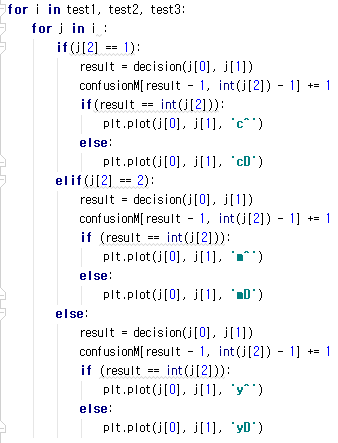 for i in test1, test2, test3:
    for j in i :
        if(j[2] == 1):
            result = decision(j[0], j[1])
            confusionM[result - 1, int(j[2]) - 1] += 1
            if(result == int(j[2])):
                plt.plot(j[0], j[1], 'c^')
            else:
                plt.plot(j[0], j[1], 'cD')
        elif(j[2] == 2):
            result = decision(j[0], j[1])
            confusionM[result - 1, int(j[2]) - 1] += 1
            if (result == int(j[2])):
                plt.plot(j[0], j[1], 'm^')
            else:
                plt.plot(j[0], j[1], 'mD')
        else:
            result = decision(j[0], j[1])
            confusionM[result - 1, int(j[2]) - 1] += 1
            if (result == int(j[2])):
                plt.plot(j[0], j[1], 'y^')
            else:
                plt.plot(j[0], j[1], 'yD')